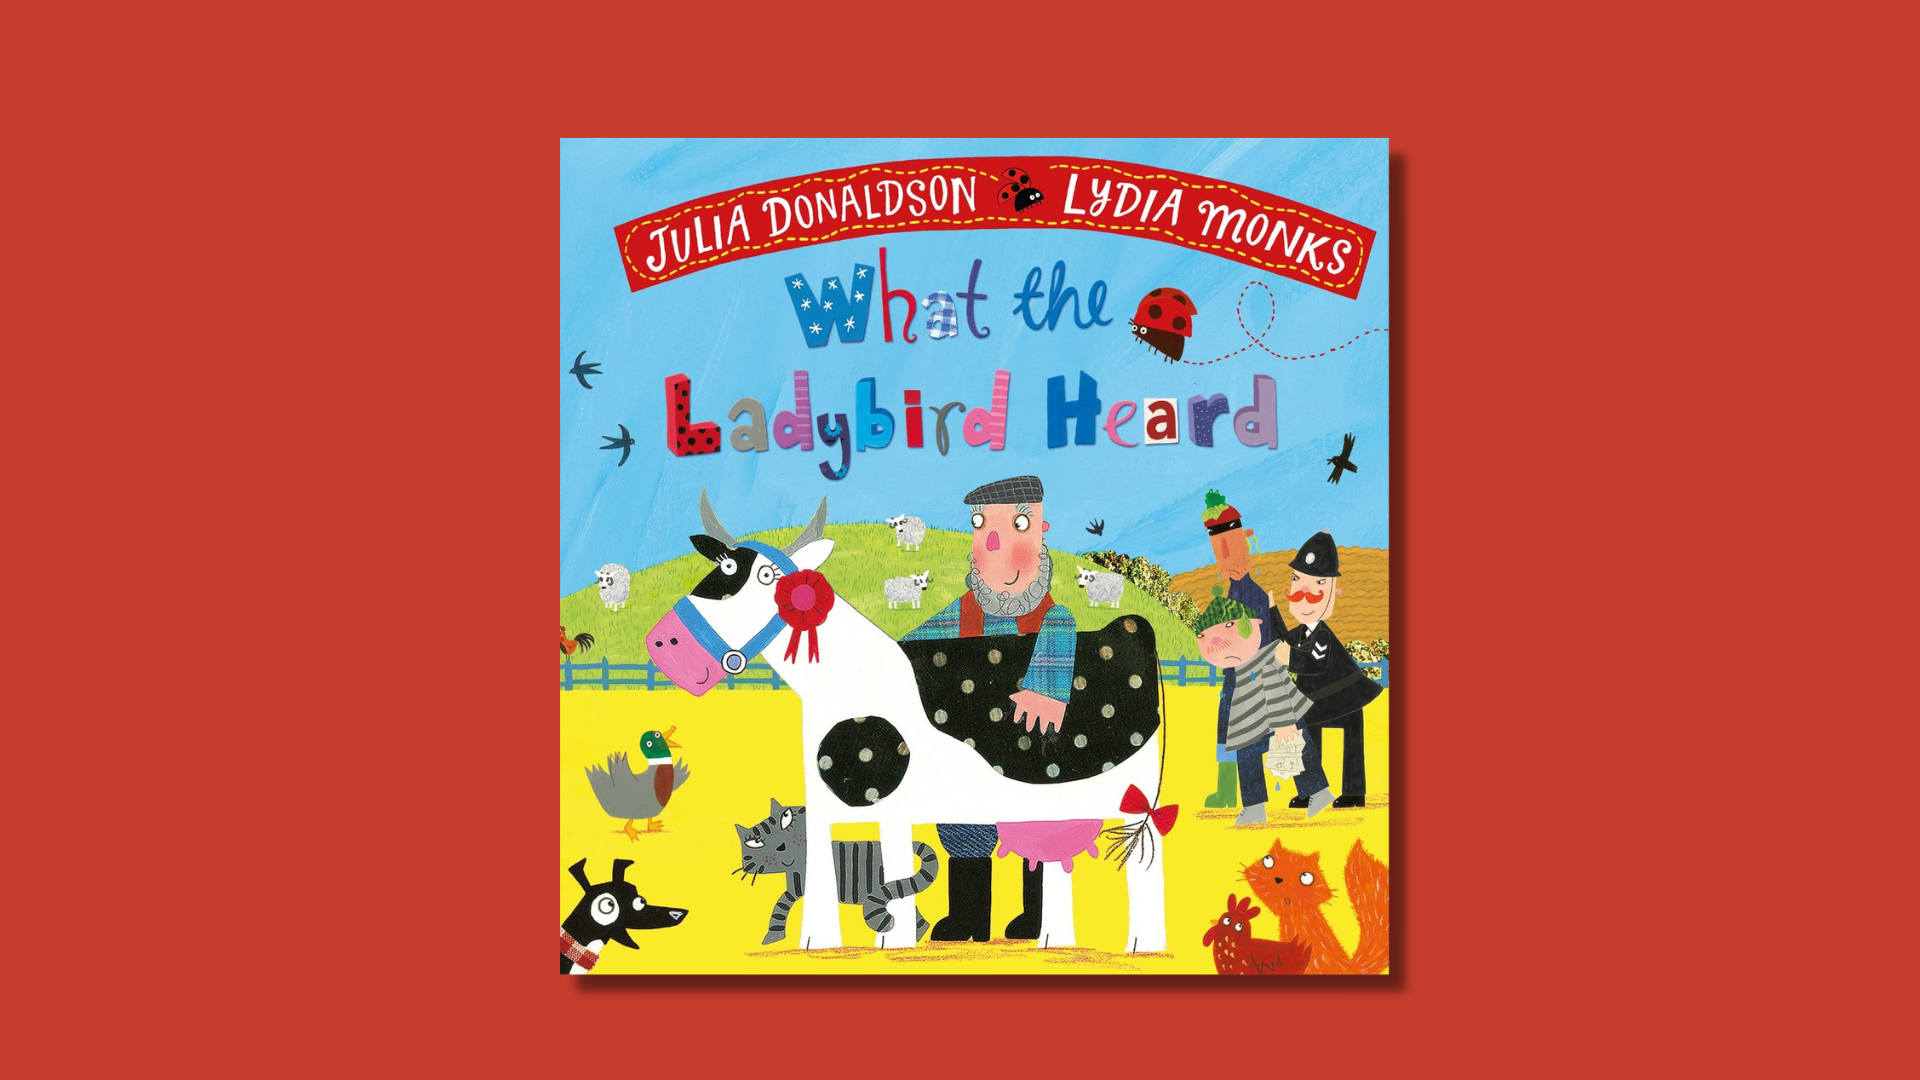 JULIA DONALDSON LYDIA MONKS
What the
Ladybird Heard